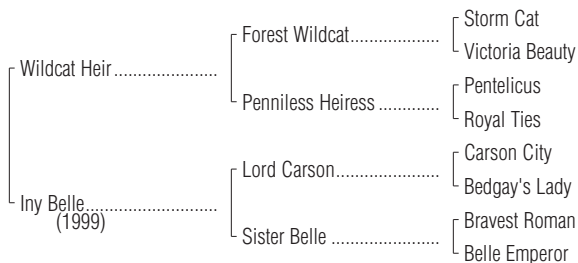 Storm Cat
Forest Wildcat....................
Victoria Beauty
Wildcat Heir.......................
Pentelicus
Penniless Heiress .............
Royal Ties
Carson City
Lord Carson.......................
Bedgay's Lady
Iny Belle.............................
(1999)
Bravest Roman
Sister Belle ........................
Belle Emperor